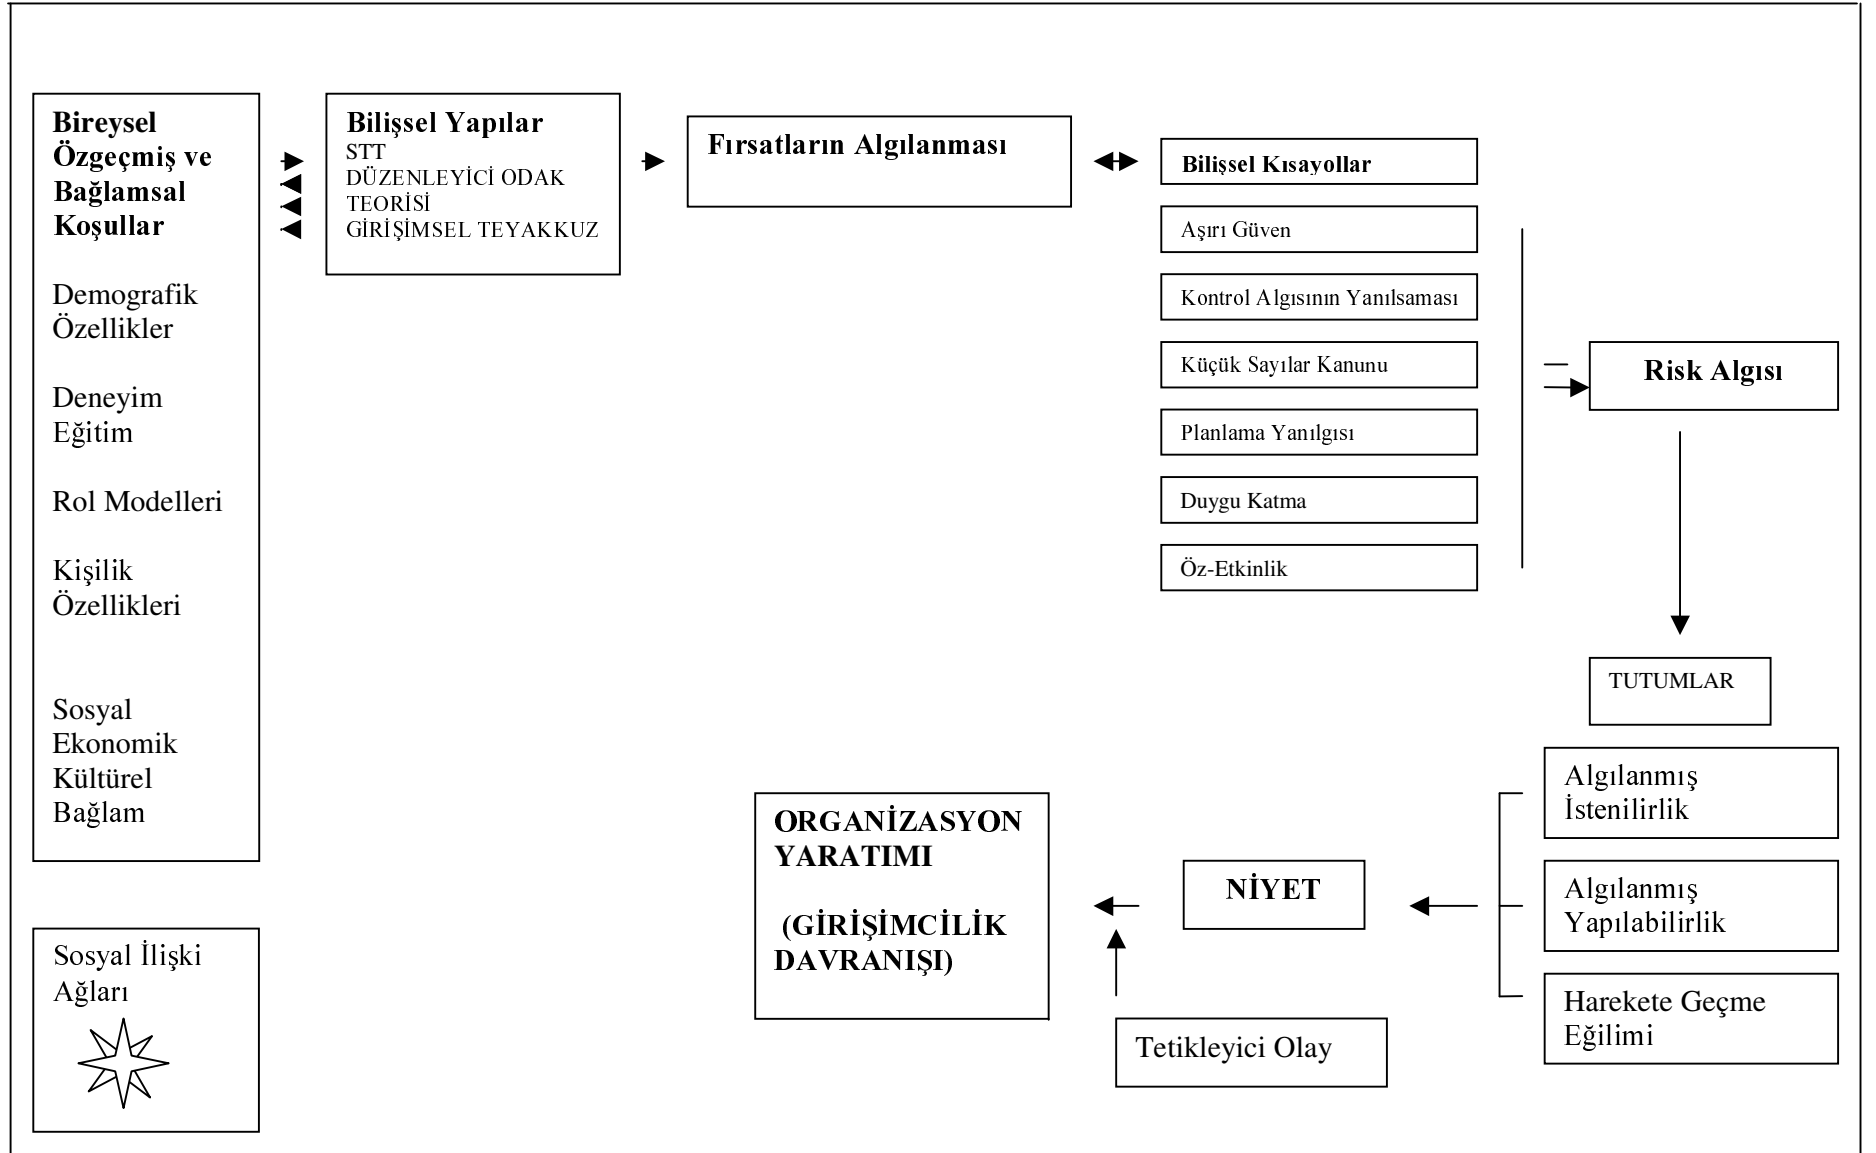 Bireysel
Özgeçmiş ve
Bağlamsal
Koşullar
Demografik
Özellikler
Deneyim
Eğitim
Rol Modelleri
Kişilik
Özellikleri
Sosyal
Ekonomik
Kültürel
Bağlam
Sosyal İlişki
Ağları
Bilişsel Yapılar
STT
DÜZENLEYİCİ ODAK
TEORİSİ
GİRİŞİMSEL TEYAKKUZ
Fırsatların Algılanması
Bilişsel Kısayollar
Aşırı Güven
Kontrol Algısının Yanılsaması
Küçük Sayılar Kanunu
Planlama Yanılgısı
Duygu Katma
Öz-Etkinlik
Risk Algısı
TUTUMLAR
Algılanmış
İstenilirlik
Algılanmış
Yapılabilirlik
Harekete Geçme
Eğilimi
NİYET
Tetikleyici Olay
ORGANİZASYON
YARATIMI
(GİRİŞİMCİLİK
DAVRANIŞI)